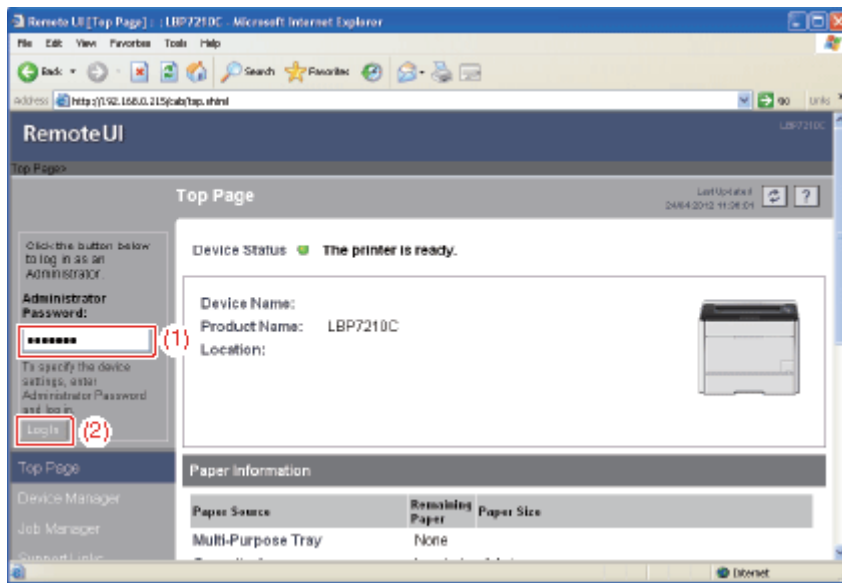 Remote UI [Top Page] : : LBP7210C - Microsoft Internet Explorer
File Edit View Favorites Tools Help
Back Search Favorites
Address http://192.168.0.215/cab/top.shtml Go Links
Remote UI
LBP7210C
Top Page>
Top Page
Last Updated
24/04/2012 11:06:01
?
Click the button below
to log in as an
Administrator.
Administrator
Password:
•••••••
(1)
To specify the device
settings, enter
Administrator Password
and log in.
Log In
(2)
Device Status The printer is ready.
Device Name:
Product Name: LBP7210C
Location:
Top Page
Device Manager
Job Manager
Support Links
Paper Information
Paper Source Remaining Paper Paper Size
Multi-Purpose Tray None
Internet